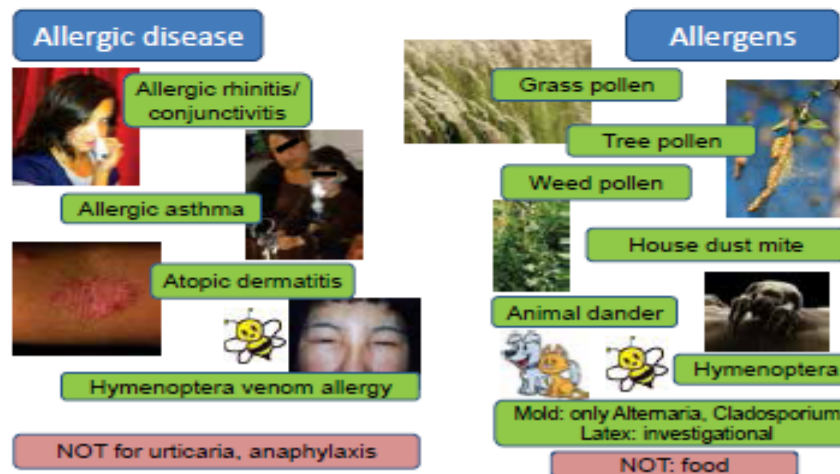 Allergic disease
Allergic rhinitis/
conjunctivitis
Allergic asthma
Atopic dermatitis
Hymenoptera venom allergy
NOT for urticaria, anaphylaxis
Allergens
Grass pollen
Tree pollen
Weed pollen
House dust mite
Animal dander
Hymenoptera
Mold: only Alternaria, Cladosporium
Latex: investigational
NOT: food